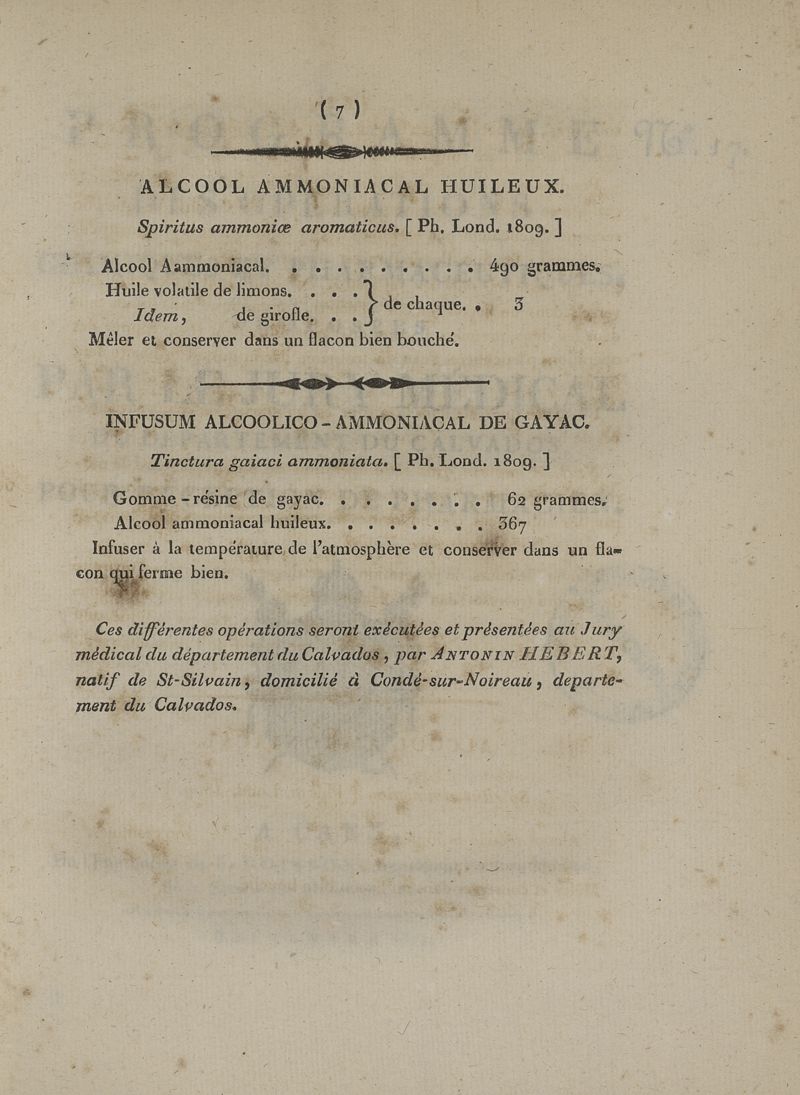 ( 7 )
ALCOOL AMMONIACAL HUILEUX.
Spiritus ammoniæ aromaticus. [ Ph. Lond. 1809. ]
Alcool Aammoniacal. . . . . . . . . . 490 grammes.
Huile volatile de limons. . . . } de chaque. . 3
Idem, de girofle. . .
Mêler et conserver dans un flacon bien bouché.
INFUSUM ALCOOLICO - AMMONIACAL DE GAYAC.
Tinctura gaiaci ammoniata. [ Ph. Lond. 1809. ]
Gomme - résine de gayac. . . . . . . . 62 grammes.
Alcool ammoniacal huileux. . . . . . . . 367
Infuser à la température de l'atmosphère et conserver dans un fla-
con qui ferme bien.
Ces différentes opérations seront exécutées et présentées au Jury
médical du département du Calvados, par ANTONIN HEBERT,
natif de St-Silvain, domicilié à Condé-sur-Noireau, departe-
ment du Calvados.